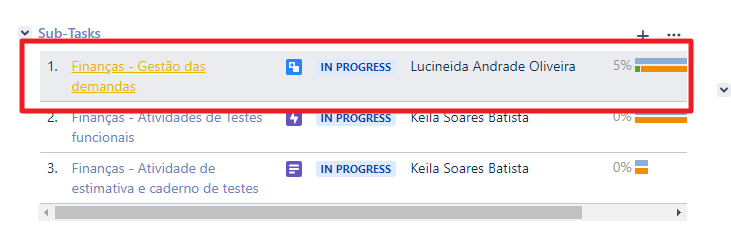 Sub-Tasks
1. Finanças - Gestão das IN PROGRESS Lucineida Andrade Oliveira 5%
demandas
2. Finanças - Atividades de Testes IN PROGRESS Keila Soares Batista 0%
funcionais
3. Finanças - Atividade de IN PROGRESS Keila Soares Batista 0%
estimativa e caderno de testes